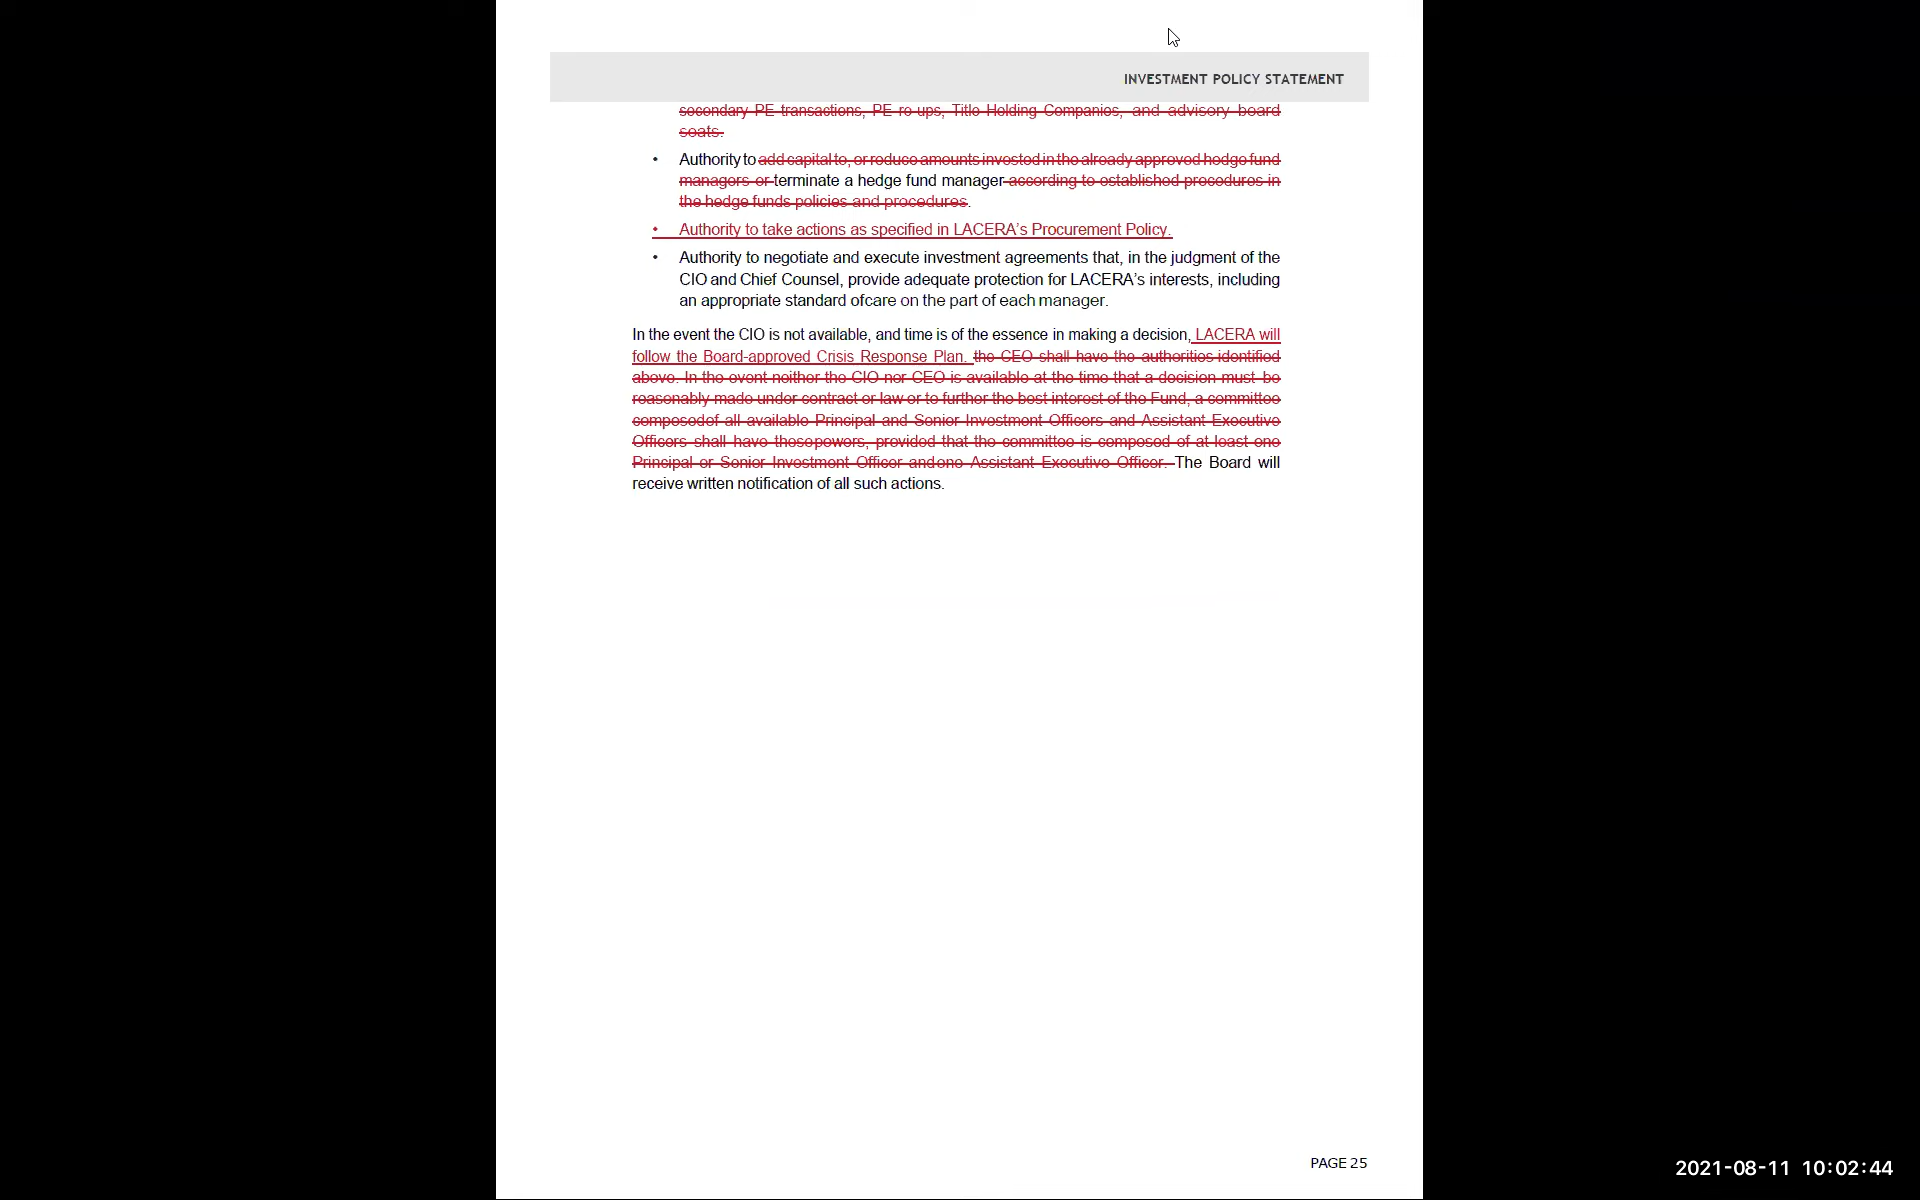 INVESTMENT POLICY STATEMENT
secondary PE transactions, PE re-ups, Title Holding Companies, and advisory board
seats.
• Authority to add capital to, or reduce amounts invested in the already approved hedge fund
managers or terminate a hedge fund manager according to established procedures in
the hedge funds policies and procedures.
• Authority to take actions as specified in LACERA's Procurement Policy.
• Authority to negotiate and execute investment agreements that, in the judgment of the
CIO and Chief Counsel, provide adequate protection for LACERA's interests, including
an appropriate standard ofcare on the part of each manager.
In the event the CIO is not available, and time is of the essence in making a decision, LACERA will
follow the Board-approved Crisis Response Plan. the CEO shall have the authorities identified
above. In the event neither the CIO nor CEO is available at the time that a decision must be
reasonably made under contract or law or to further the best interest of the Fund, a committee
composedof all available Principal and Senior Investment Officers and Assistant Executive
Officers shall have thosepowers, provided that the committee is composed of at least one
Principal or Senior Investment Officer andone Assistant Executive Officer. The Board will
receive written notification of all such actions.
PAGE 25
2021-08-11 10:02:44